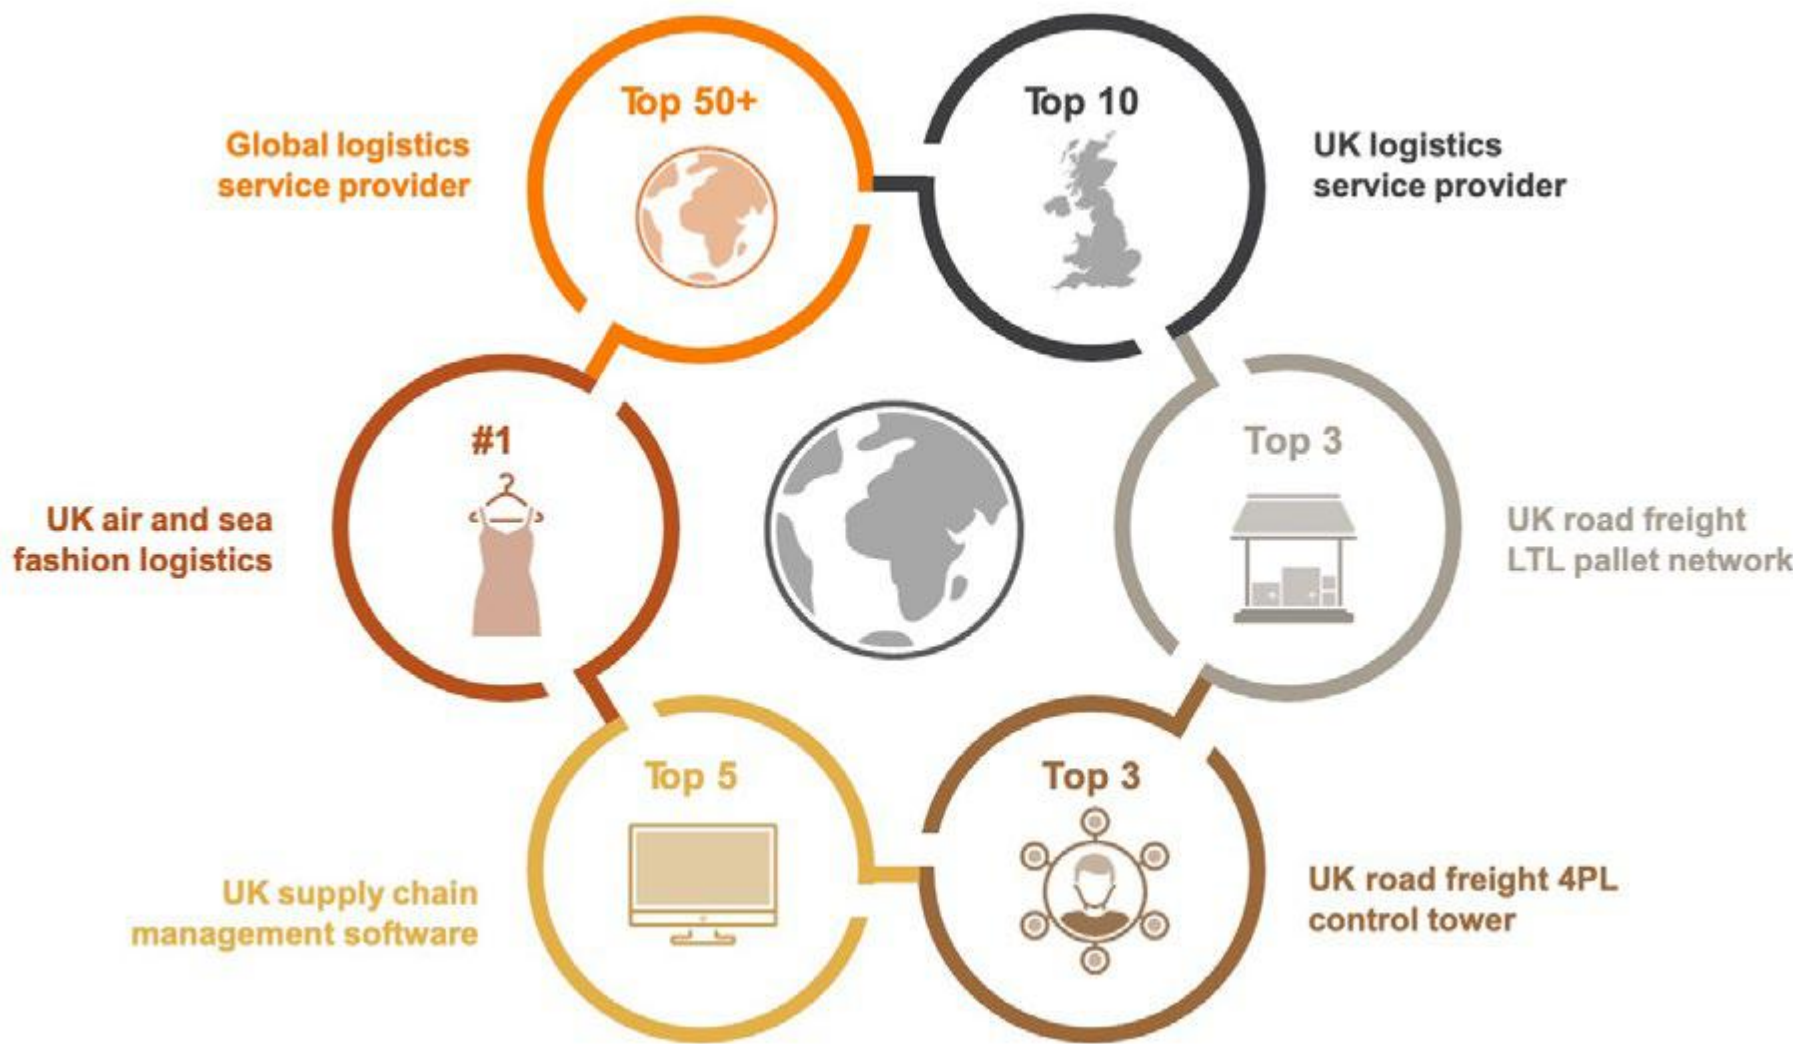 Top 50+
Global logistics
service provider
Top 10
UK logistics
service provider
#1
UK air and sea
fashion logistics
Top 3
UK road freight
LTL pallet network
Top 5
UK supply chain
management software
Top 3
UK road freight 4PL
control tower